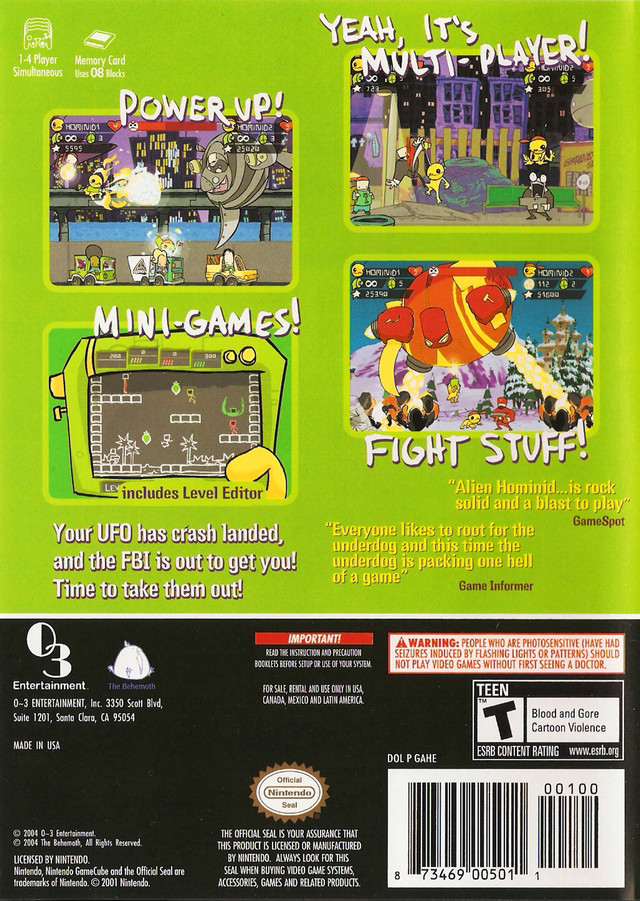 1-4 Player
Simultaneous
Memory Card
Uses 08 Blocks
YEAH, IT'S
MULTI-PLAYER!
POWER UP!
HOMINID1
HOMINID2
5595
25020
723
305
HOMINID1
HOMINID2
25390
112
51600
MINI-GAMES!
200
300
includes Level Editor
FIGHT STUFF!
"Alien Hominid...is rock
solid and a blast to play"
GameSpot
"Everyone likes to root for the
underdog and this time the
underdog is packing one hell
of a game"
Game Informer
Your UFO has crash landed,
and the FBI is out to get you!
Time to take them out!
O3
Entertainment
The Behemoth
O-3 ENTERTAINMENT, Inc. 3350 Scott Blvd,
Suite 1201, Santa Clara, CA 95054
MADE IN USA
© 2004 O-3 Entertainment.
© 2004 The Behemoth, All Rights Reserved.
LICENSED BY NINTENDO.
Nintendo, Nintendo GameCube and the Official Seal are
trademarks of Nintendo. © 2001 Nintendo.
IMPORTANT!
READ THE INSTRUCTION AND PRECAUTION
BOOKLETS BEFORE SETUP OR USE OF YOUR SYSTEM.
FOR SALE, RENTAL AND USE ONLY IN USA,
CANADA, MEXICO AND LATIN AMERICA.
Official
Nintendo
Seal
THE OFFICIAL SEAL IS YOUR ASSURANCE THAT
THIS PRODUCT IS LICENSED OR MANUFACTURED
BY NINTENDO. ALWAYS LOOK FOR THIS
SEAL WHEN BUYING VIDEO GAME SYSTEMS,
ACCESSORIES, GAMES AND RELATED PRODUCTS.
WARNING: PEOPLE WHO ARE PHOTOSENSITIVE (HAVE HAD
SEIZURES INDUCED BY FLASHING LIGHTS OR PATTERNS) SHOULD
NOT PLAY VIDEO GAMES WITHOUT FIRST SEEING A DOCTOR.
TEEN
T
TM
Blood and Gore
Cartoon Violence
ESRB CONTENT RATING www.esrb.org
DOL P GAHE
00100
8 73469 00501 1